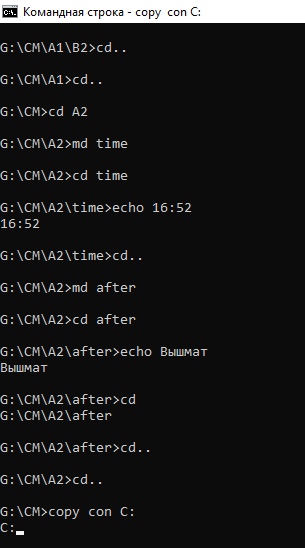 Командная строка - copy  con C:
G:\CM\A1\B2>cd..
G:\CM\A1>cd..
G:\CM>cd A2
G:\CM\A2>md time
G:\CM\A2>cd time
G:\CM\A2\time>echo 16:52
16:52
G:\CM\A2\time>cd..
G:\CM\A2>md after
G:\CM\A2>cd after
G:\CM\A2\after>echo Вышмат
Вышмат
G:\CM\A2\after>cd
G:\CM\A2\after
G:\CM\A2\after>cd..
G:\CM\A2>cd..
G:\CM>copy con C:
C: